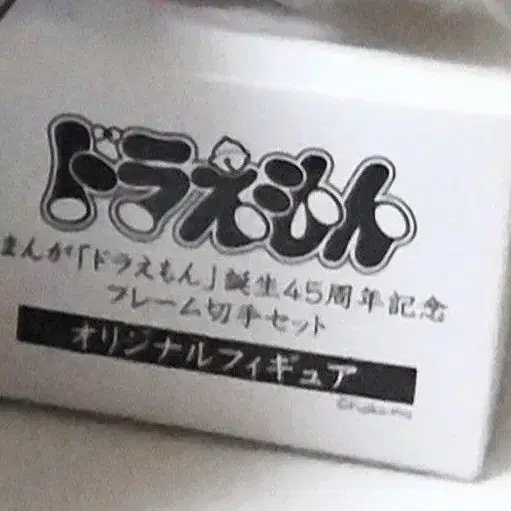 ドラえもん
まんが「ドラえもん」誕生45周年記念
フレーム切手セット
オリジナルフィギュア